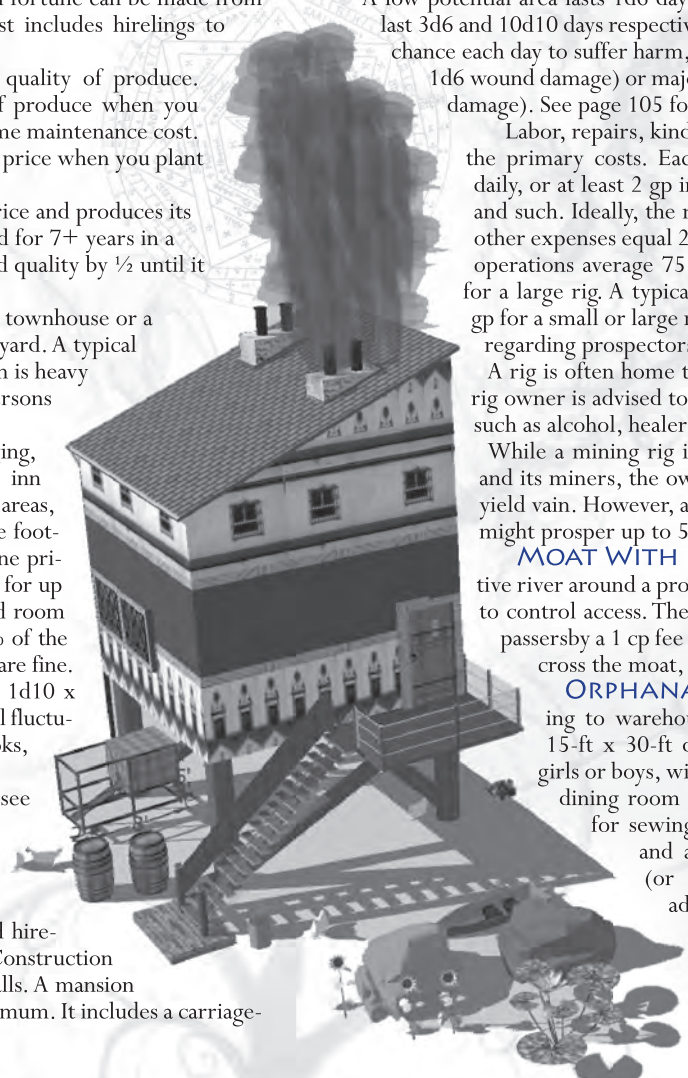 l fortune can be made from
st includes hirelings to
quality of produce.
f produce when you
me maintenance cost.
price when you plant
rice and produces its
d for 7+ years in a
d quality by ½ until it
townhouse or a
yard. A typical
n is heavy
ersons
ing,
inn
areas,
e foot-
ne pri-
for up
d room
% of the
are fine.
1d10 x
l fluctu-
oks,
see
d hire-
Construction
lls. A mansion
mum. It includes a carriage-
A low potential area lasts 1d6 day
last 3d6 and 10d10 days respectiv
chance each day to suffer harm,
1d6 wound damage) or maj
damage). See page 105 fo
Labor, repairs, kind
the primary costs. Eac
daily, or at least 2 gp in
and such. Ideally, the r
other expenses equal 2
operations average 75
for a large rig. A typica
gp for a small or large r
regarding prospectors
A rig is often home t
rig owner is advised to
such as alcohol, healer
While a mining rig i
and its miners, the ow
yield vain. However, a
might prosper up to 5
MOAT WITH
tive river around a pro
to control access. The
passersby a 1 cp fee
cross the moat,
ORPHANA
ing to warehou
15-ft x 30-ft d
girls or boys, wi
dining room
for sewing
and a
(or
ad